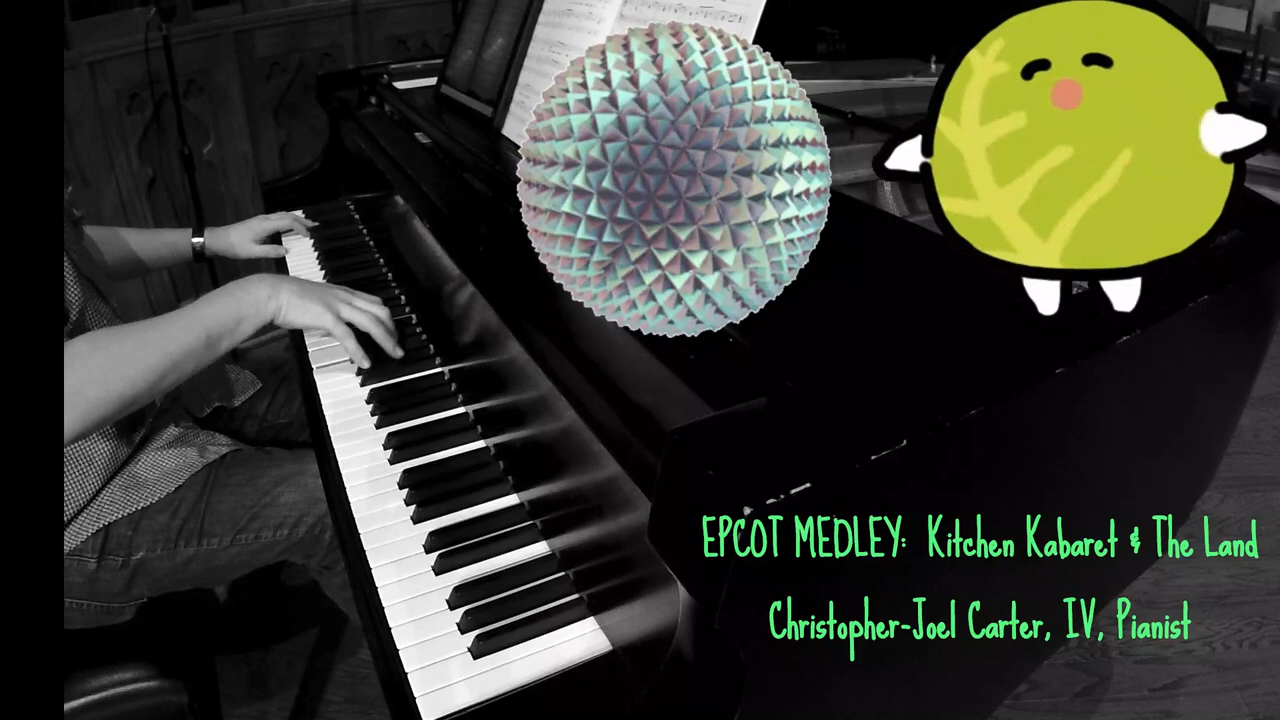 EPCOT MEDLEY: Kitchen Kabaret & The Land
Christopher-Joel Carter, IV, Pianist